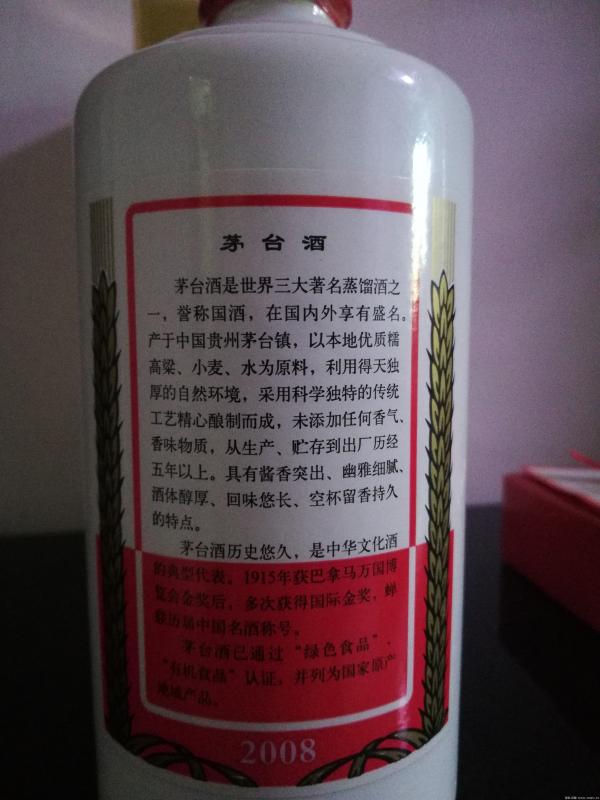 茅台酒
茅台酒是世界三大著名蒸馏酒之
一，誉称国酒，在国内外享有盛名。
产于中国贵州茅台镇，以本地优质糯
高粱、小麦、水为原料，利用得天独
厚的自然环境，采用科学独特的传统
工艺精心酿制而成，未添加任何香气、
香味物质，从生产、贮存到出厂历经
五年以上。具有酱香突出、幽雅细腻、
酒体醇厚、回味悠长、空杯留香持久
的特点。
茅台酒历史悠久，是中华文化酒
的典型代表。1915年获巴拿马万国博
览会金奖后，多次获得国际金奖，蝉
联历届中国名酒称号。
茅台酒已通过“绿色食品”、
“有机食品”认证，并列为国家原产
地域产品。
2008